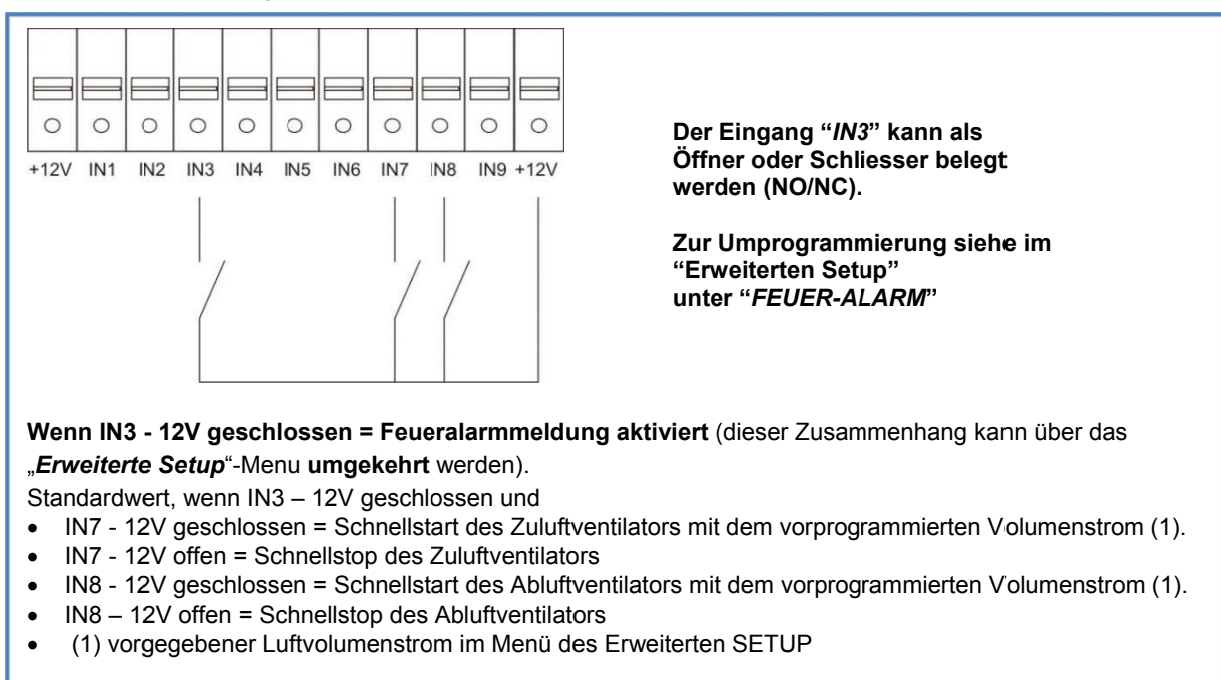 +12V IN1 IN2 IN3 IN4 IN5 IN6 IN7 IN8 IN9 +12V
Der Eingang “IN3” kann als
Öffner oder Schliesser belegt
werden (NO/NC).
Zur Umprogrammierung siehe im
“Erweiterten Setup”
unter “FEUER-ALARM”
Wenn IN3 - 12V geschlossen = Feueralarmmeldung aktiviert (dieser Zusammenhang kann über das
„Erweiterte Setup“-Menu umgekehrt werden).
Standardwert, wenn IN3 – 12V geschlossen und
• IN7 - 12V geschlossen = Schnellstart des Zuluftventilators mit dem vorprogrammierten Volumenstrom (1).
• IN7 - 12V offen = Schnellstop des Zuluftventilators
• IN8 - 12V geschlossen = Schnellstart des Abluftventilators mit dem vorprogrammierten Volumenstrom (1).
• IN8 – 12V offen = Schnellstop des Abluftventilators
• (1) vorgegebener Luftvolumenstrom im Menü des Erweiterten SETUP